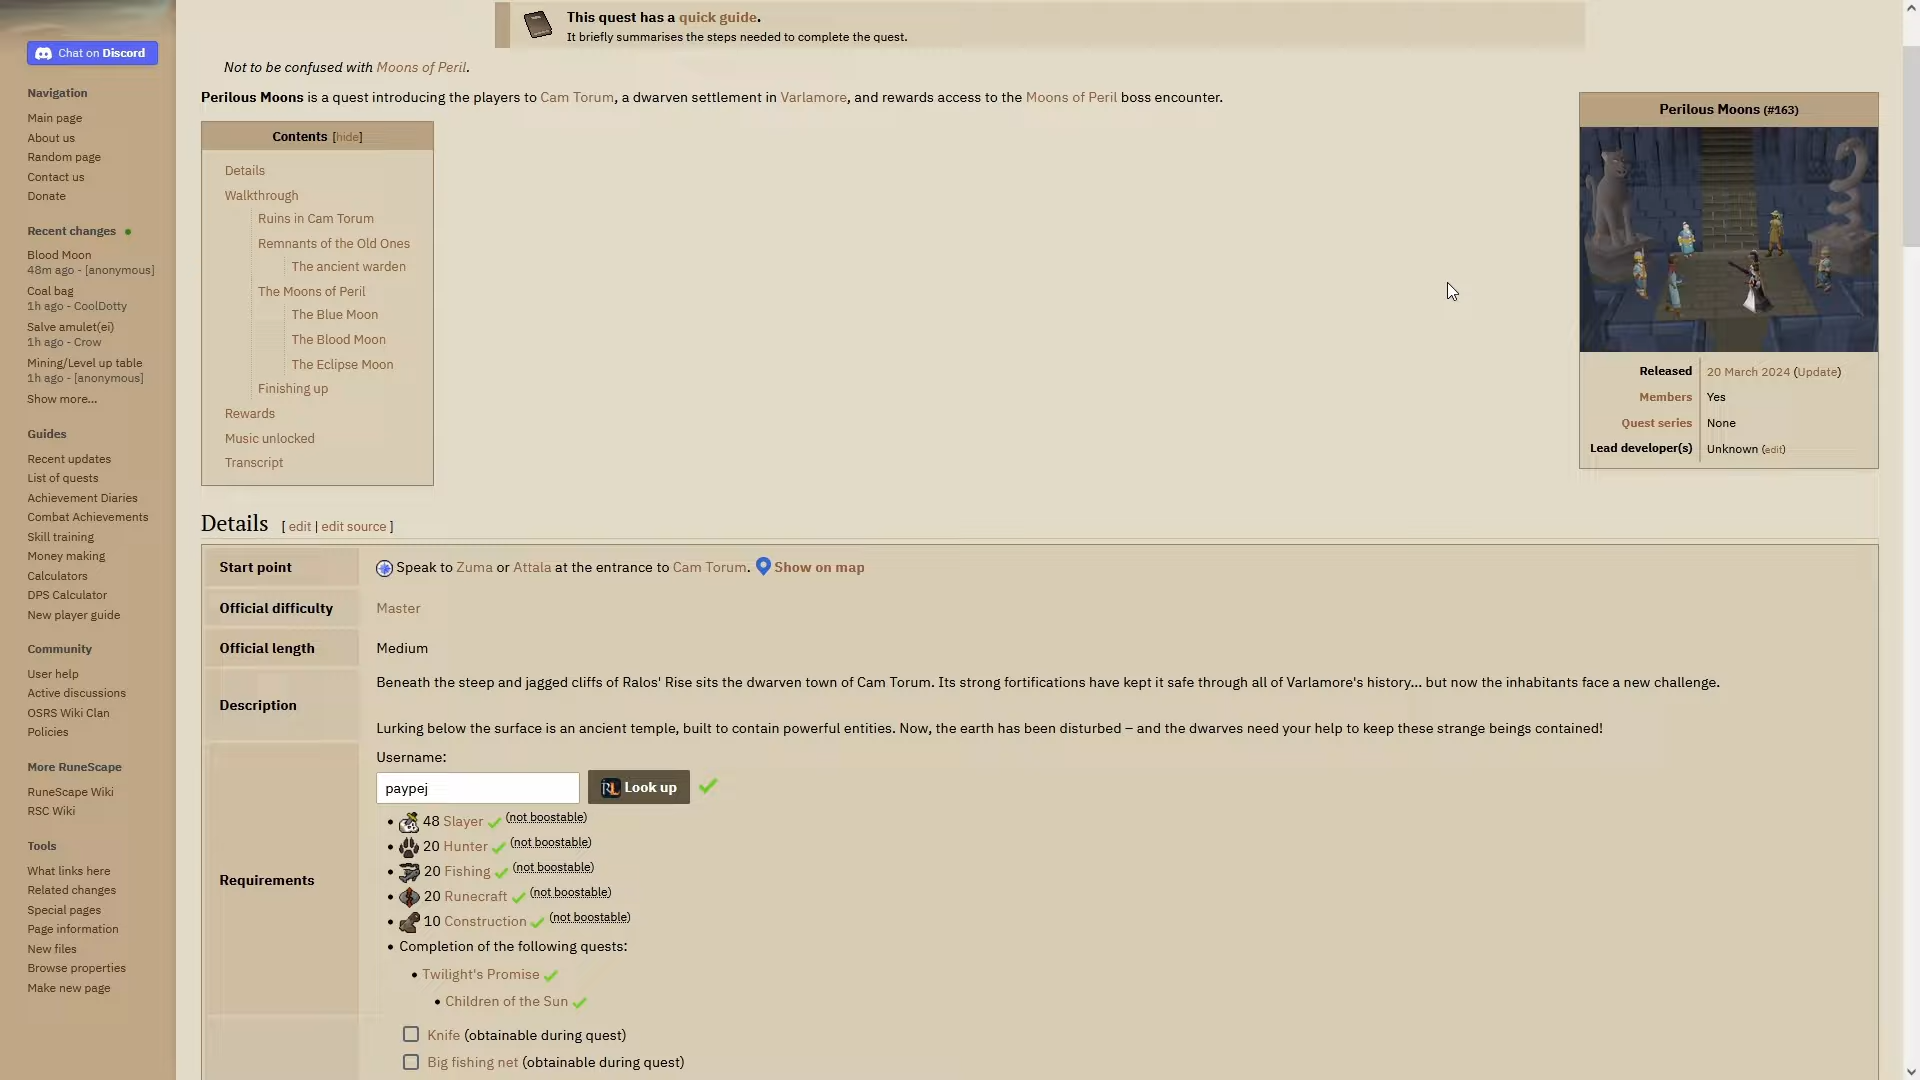 This quest has a quick guide.
It briefly summarises the steps needed to complete the quest.
Chat on Discord
Navigation
Main page
About us
Random page
Contact us
Donate
Recent changes
Blood Moon
48m ago - [anonymous]
Coal bag
1h ago - CoolDotty
Salve amulet(ei)
1h ago - Crow
Mining/Level up table
1h ago - [anonymous]
Show more...
Guides
Recent updates
List of quests
Achievement Diaries
Combat Achievements
Skill training
Money making
Calculators
DPS Calculator
New player guide
Community
User help
Active discussions
OSRS Wiki Clan
Policies
More RuneScape
RuneScape Wiki
RSC Wiki
Tools
What links here
Related changes
Special pages
Page information
New files
Browse properties
Make new page
Not to be confused with Moons of Peril.
Perilous Moons is a quest introducing the players to Cam Torum, a dwarven settlement in Varlamore, and rewards access to the Moons of Peril boss encounter.
Contents [hide]
Details
Walkthrough
Ruins in Cam Torum
Remnants of the Old Ones
The ancient warden
The Moons of Peril
The Blue Moon
The Blood Moon
The Eclipse Moon
Finishing up
Rewards
Music unlocked
Transcript
Perilous Moons (#163)
Released 20 March 2024 (Update)
Members Yes
Quest series None
Lead developer(s) Unknown (edit)
Details [ edit | edit source ]
Start point Speak to Zuma or Attala at the entrance to Cam Torum. Show on map
Official difficulty Master
Official length Medium
Description
Beneath the steep and jagged cliffs of Ralos' Rise sits the dwarven town of Cam Torum. Its strong fortifications have kept it safe through all of Varlamore's history... but now the inhabitants face a new challenge.
Lurking below the surface is an ancient temple, built to contain powerful entities. Now, the earth has been disturbed – and the dwarves need your help to keep these strange beings contained!
Requirements
Username:
paypej RL Look up
• 48 Slayer (not boostable)
• 20 Hunter (not boostable)
• 20 Fishing (not boostable)
• 20 Runecraft (not boostable)
• 10 Construction (not boostable)
• Completion of the following quests:
• Twilight's Promise
• Children of the Sun
Knife (obtainable during quest)
Big fishing net (obtainable during quest)